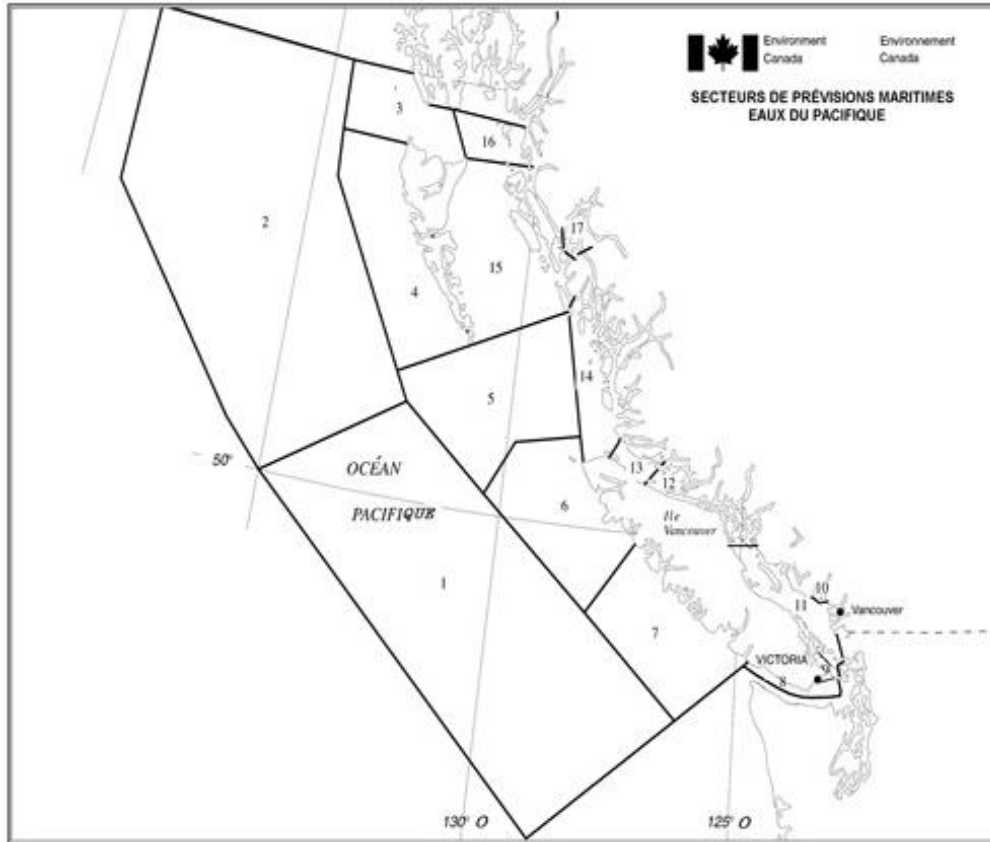 Environment Environnement
Canada Canada
SECTEURS DE PRÉVISIONS MARITIMES
EAUX DU PACIFIQUE
3
16
2
17
15
4
14
5
50°
OCÉAN
13
12
6
PACIFIQUE
Ile
Vancouver
1
10
11
Vancouver
7
VICTORIA
9
8
130° O
125° O